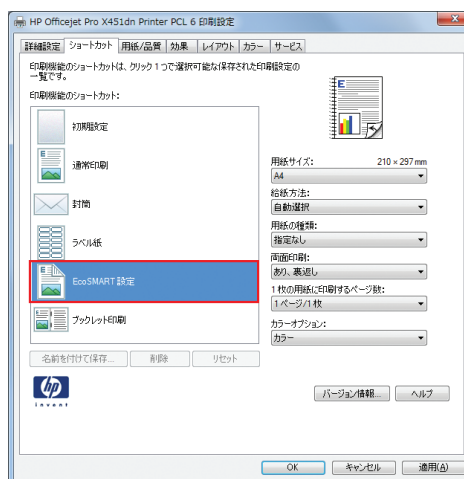 HP Officejet Pro X451dn Printer PCL 6 印刷設定
詳細設定 ショートカット 用紙/品質 効果 レイアウト カラー サービス
印刷機能のショートカットは、クリック 1 つで選択可能な保存された印刷設定の
一覧です。
印刷機能のショートカット:
初期設定
通常印刷
封筒
ラベル紙
EcoSMART 設定
ブックレット印刷
名前を付けて保存... 削除 リセット
hp
invent
E
用紙サイズ: 210 × 297 mm
A4
給紙方法:
自動選択
用紙の種類:
指定なし
両面印刷:
あり、裏返し
1 枚の用紙に印刷するページ数:
1 ページ/1 枚
カラーオプション:
カラー
バージョン情報... ヘルプ
OK キャンセル 適用(A)